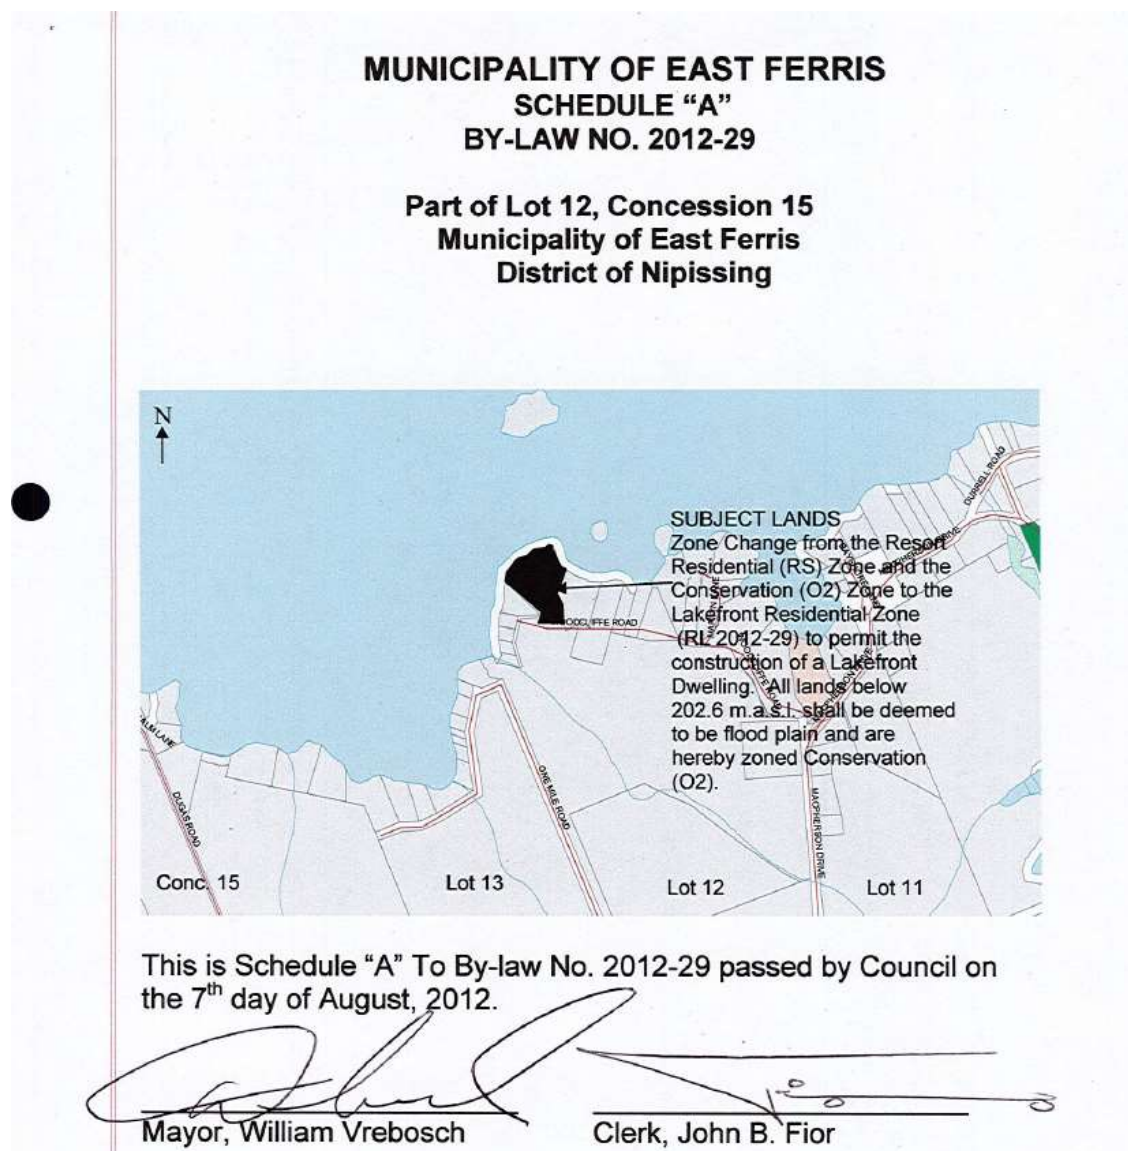 MUNICIPALITY OF EAST FERRIS
SCHEDULE “A”
BY-LAW NO. 2012-29
Part of Lot 12, Concession 15
Municipality of East Ferris
District of Nipissing
N
DURRELL ROAD
SUBJECT LANDS
Zone Change from the Resort
Residential (RS) Zone and the
Conservation (O2) Zone to the
Lakefront Residential Zone
(RL 2012-29) to permit the
construction of a Lakefront
Dwelling. All lands below
202.6 m.a.s.l. shall be deemed
to be flood plain and are
hereby zoned Conservation
(O2).
ROAD
LANE
DUGAS ROAD
ONE MILE ROAD
MACPHERSON DRIVE
Conc. 15
Lot 13
Lot 12
Lot 11
This is Schedule “A” To By-law No. 2012-29 passed by Council on
the 7th day of August, 2012.
Mayor, William Vrebosch
Clerk, John B. Fior